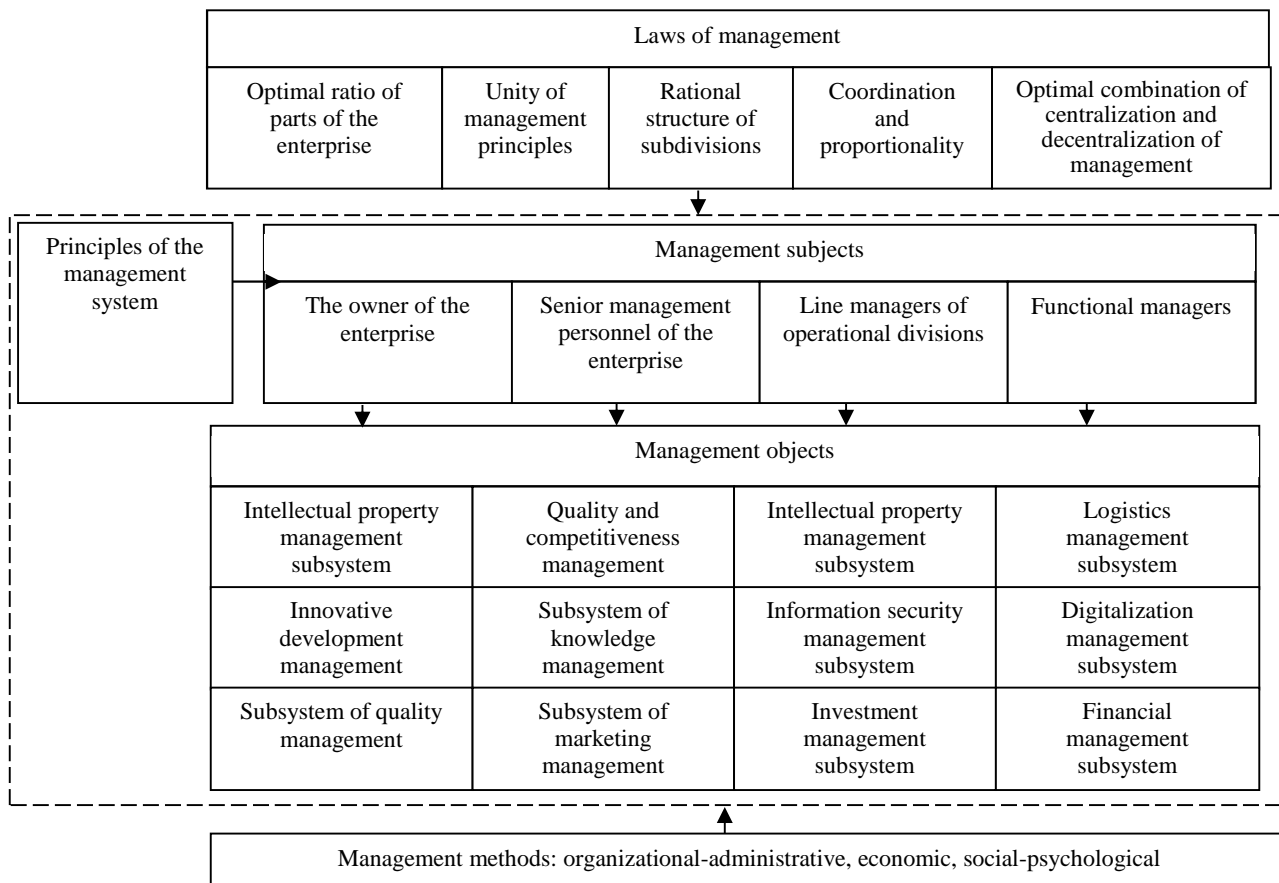 Laws of management
Optimal ratio of
parts of the
enterprise
Unity of
management
principles
Rational
structure of
subdivisions
Coordination
and
proportionality
Optimal combination of
centralization and
decentralization of
management
Principles of the
management
system
Management subjects
The owner of the
enterprise
Senior management
personnel of the
enterprise
Line managers of
operational divisions
Functional managers
Management objects
Intellectual property
management
subsystem
Quality and
competitiveness
management
Intellectual property
management
subsystem
Logistics
management
subsystem
Innovative
development
management
Subsystem of
knowledge
management
Information security
management
subsystem
Digitalization
management
subsystem
Subsystem of quality
management
Subsystem of
marketing
management
Investment
management
subsystem
Financial
management
subsystem
Management methods: organizational-administrative, economic, social-psychological